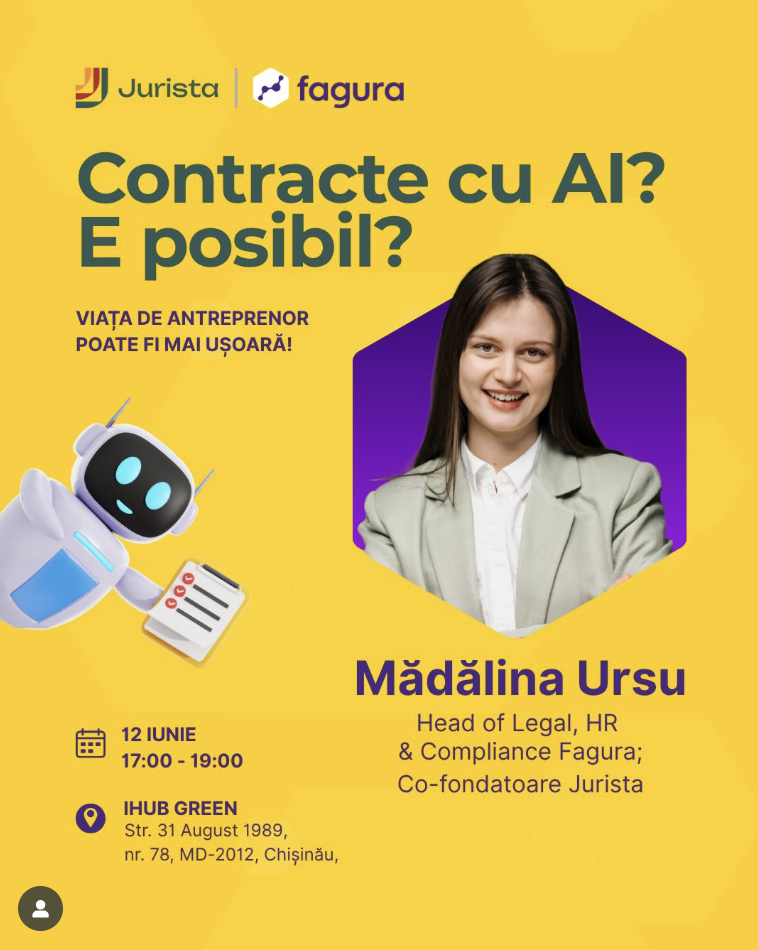 Jurista | fagura
Contracte cu AI?
E posibil?
VIAȚA DE ANTREPRENOR
POATE FI MAI UȘOARĂ!
Mădălina Ursu
Head of Legal, HR
& Compliance Fagura;
Co-fondatoare Jurista
12 IUNIE
17:00 - 19:00
IHUB GREEN
Str. 31 August 1989,
nr. 78, MD-2012, Chișinău,